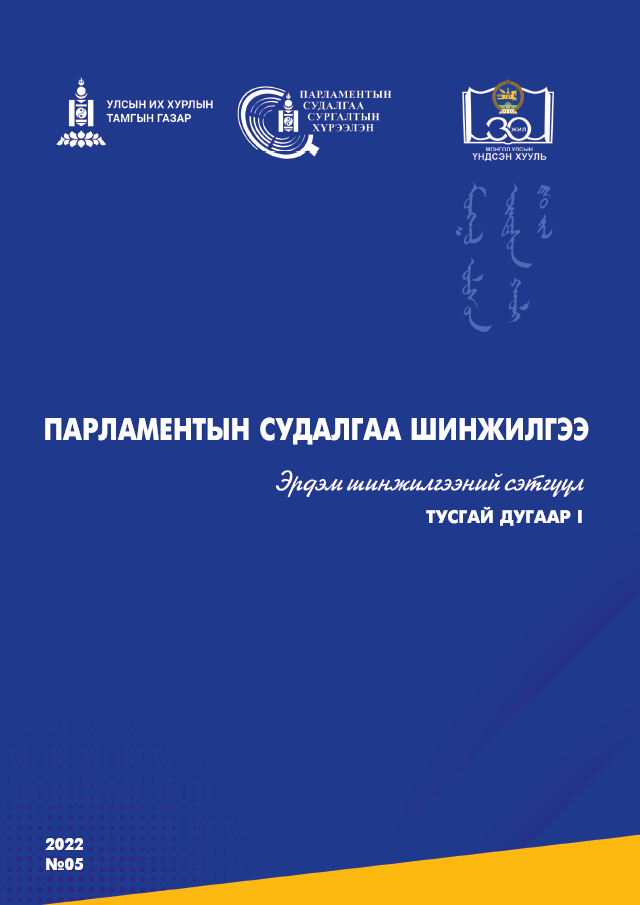 УЛСЫН ИХ ХУРЛЫН
ТАМГЫН ГАЗАР
ПАРЛАМЕНТЫН
СУДАЛГАА
СУРГАЛТЫН
ХҮРЭЭЛЭН
30
ЖИЛ
МОНГОЛ УЛСЫН
ҮНДСЭН ХУУЛЬ
ПАРЛАМЕНТЫН СУДАЛГАА ШИНЖИЛГЭЭ
Эрдэм шинжилгээний сэтгүүл
ТУСГАЙ ДУГААР I
2022
№05